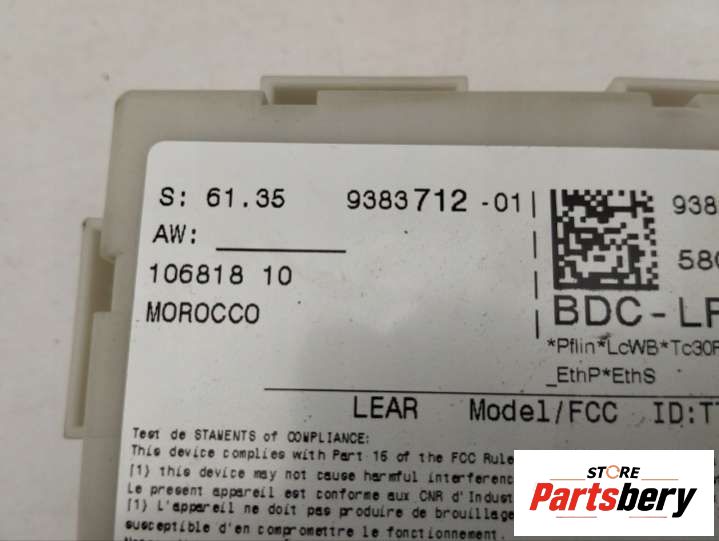 S: 61.35 9383712 -01
AW:
106818 10
MOROCCO
938
58
BDC-L
*Pflin*LcWB*Tc30F
_EthP*EthS
LEAR Model/FCC ID:T
Test de STAMENTS of COMPLIANCE:
This device complies with Part 16 of the FCC Rule
[1) this device may not cause harmful interferenc
Le present appareil est conforme aux CNR d'Indust
[1) L'appareil ne doit pas produire de brouillage
susceptible d'en compromettre le fonctionnement.
STORE
Partsbery